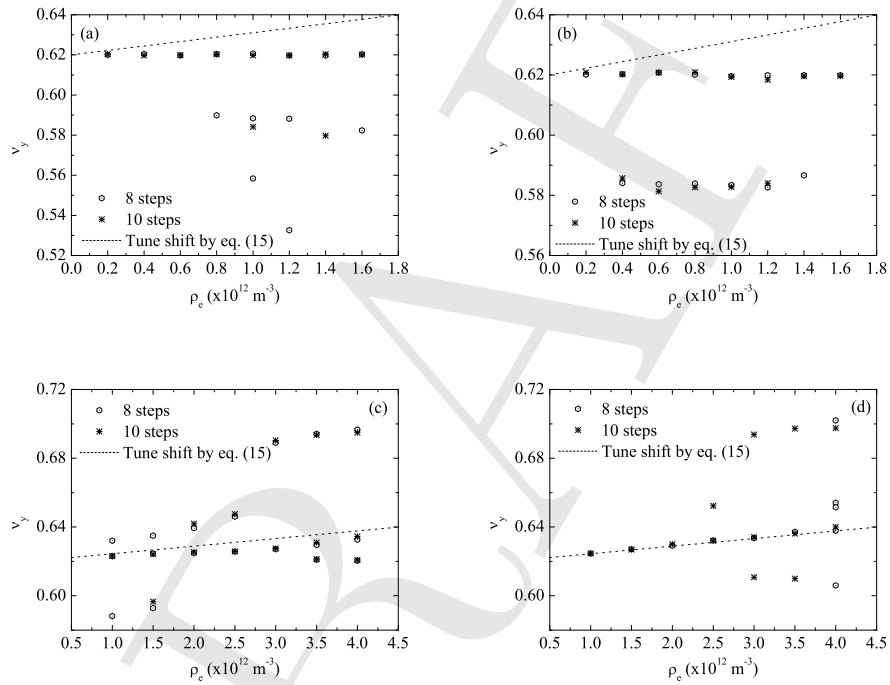 (a)
0.64
0.62
0.60
0.58
0.56
0.54
0.52
ν_y
8 steps
10 steps
Tune shift by eq. (15)
0.0 0.2 0.4 0.6 0.8 1.0 1.2 1.4 1.6 1.8
ρ_e (x10^12 m^-3)
(b)
0.64
0.62
0.60
0.58
0.56
ν_y
8 steps
10 steps
Tune shift by eq. (15)
0.0 0.2 0.4 0.6 0.8 1.0 1.2 1.4 1.6 1.8
ρ_e (x10^12 m^-3)
(c)
0.72
0.68
0.64
0.60
ν_y
8 steps
10 steps
Tune shift by eq. (15)
0.5 1.0 1.5 2.0 2.5 3.0 3.5 4.0 4.5
ρ_e (x10^12 m^-3)
(d)
0.72
0.68
0.64
0.60
ν_y
8 steps
10 steps
Tune shift by eq. (15)
0.5 1.0 1.5 2.0 2.5 3.0 3.5 4.0 4.5
ρ_e (x10^12 m^-3)